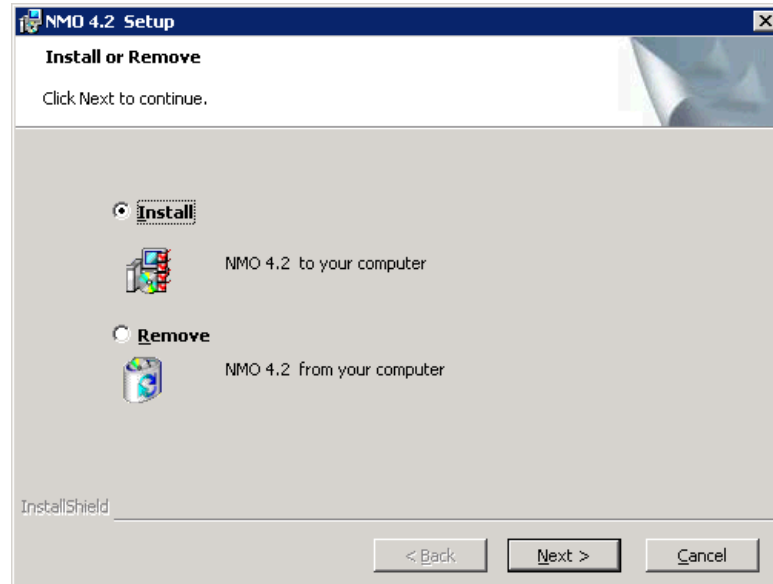 NMO 4.2 Setup
Install or Remove
Click Next to continue.
Install
NMO 4.2 to your computer
Remove
NMO 4.2 from your computer
InstallShield
< Back
Next >
Cancel